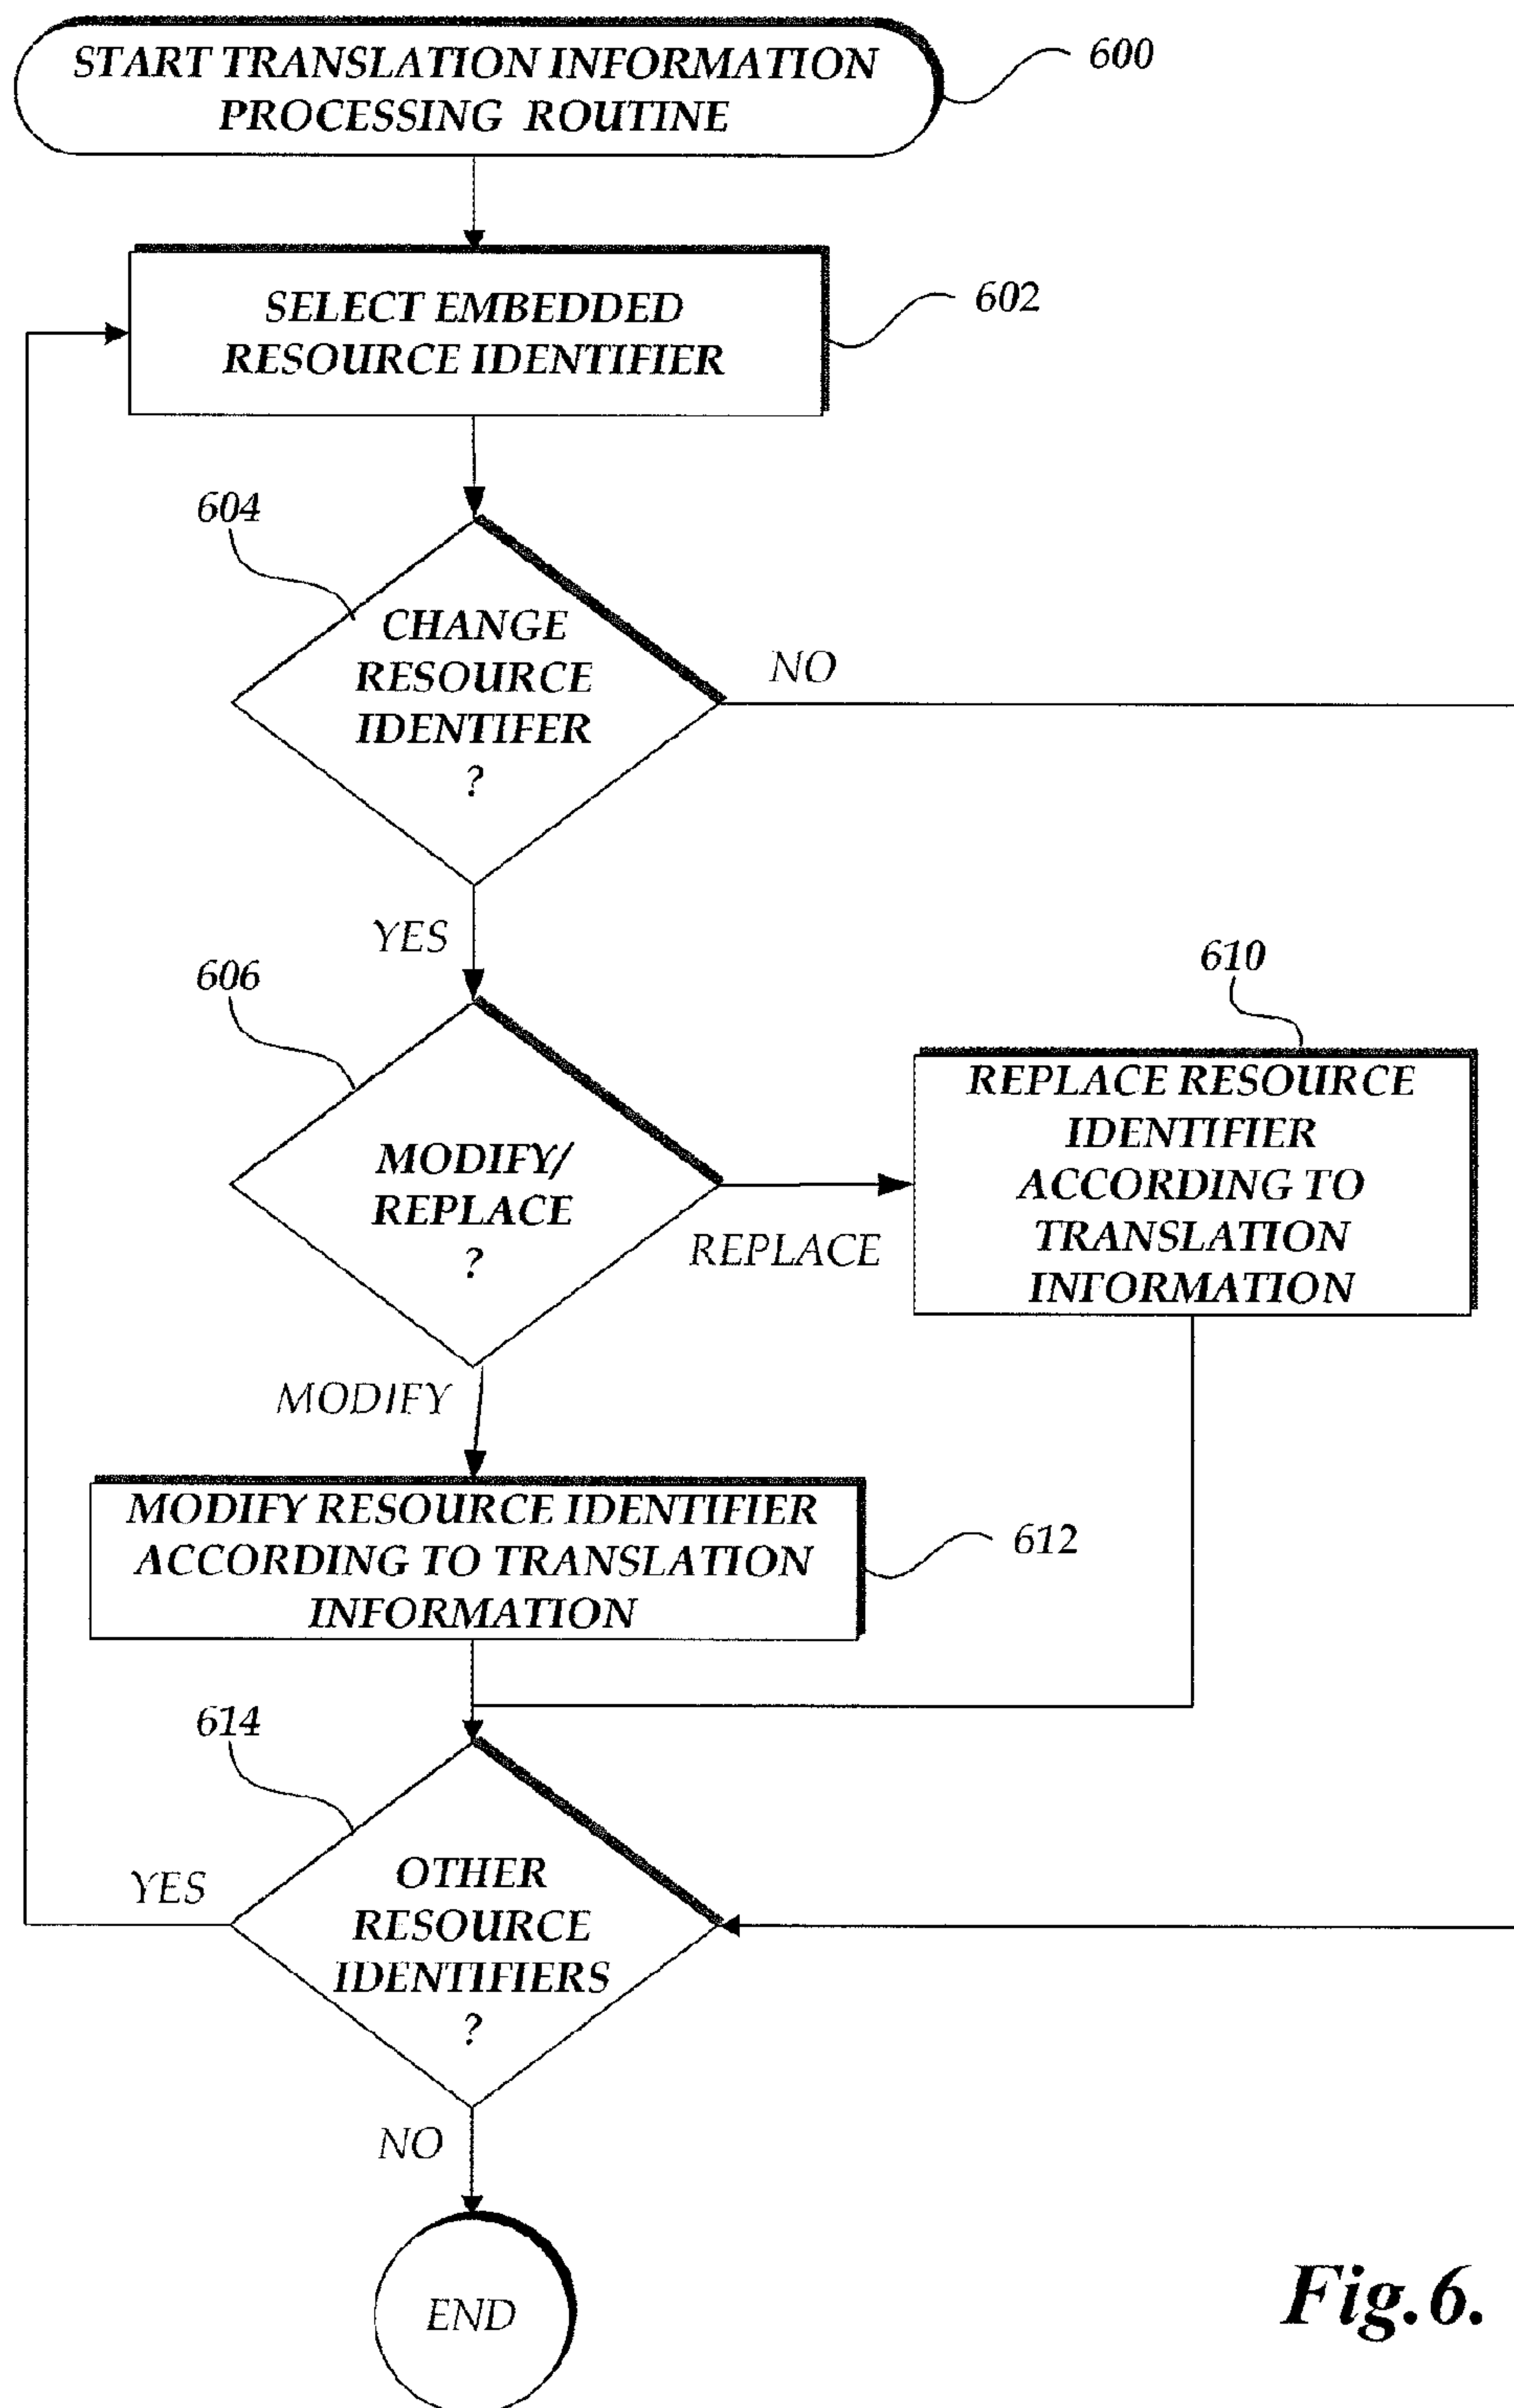 START TRANSLATION INFORMATION
PROCESSING ROUTINE
600
SELECT EMBEDDED
RESOURCE IDENTIFIER
602
604
CHANGE
RESOURCE
IDENTIFER
?
NO
YES
606
MODIFY/
REPLACE
?
REPLACE
610
REPLACE RESOURCE
IDENTIFIER
ACCORDING TO
TRANSLATION
INFORMATION
MODIFY
MODIFY RESOURCE IDENTIFIER
ACCORDING TO TRANSLATION
INFORMATION
612
614
YES
OTHER
RESOURCE
IDENTIFIERS
?
NO
END
Fig.6.